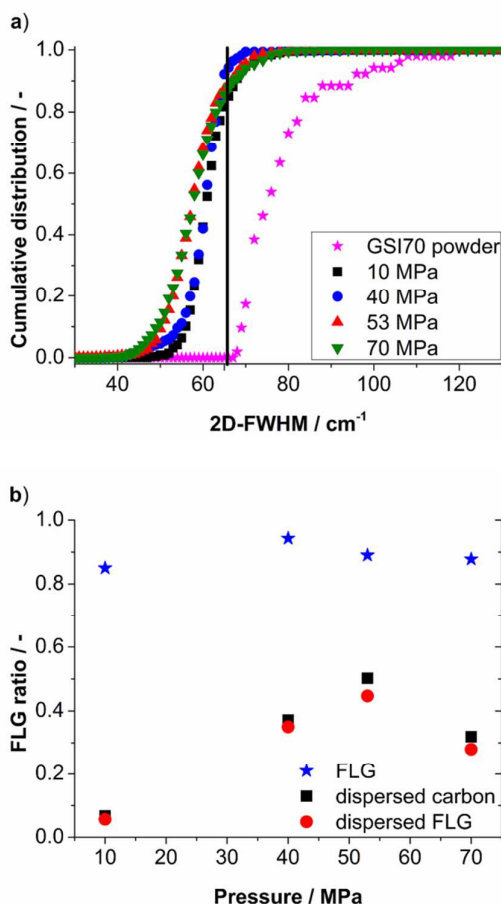 a)
1.0
0.8
0.6
0.4
0.2
0.0
Cumulative distribution / -
GSI70 powder
10 MPa
40 MPa
53 MPa
70 MPa
40 60 80 100 120
2D-FWHM / cm⁻¹
b)
1.0
0.8
0.6
0.4
0.2
0.0
FLG ratio / -
FLG
dispersed carbon
dispersed FLG
10 20 30 40 50 60 70
Pressure / MPa